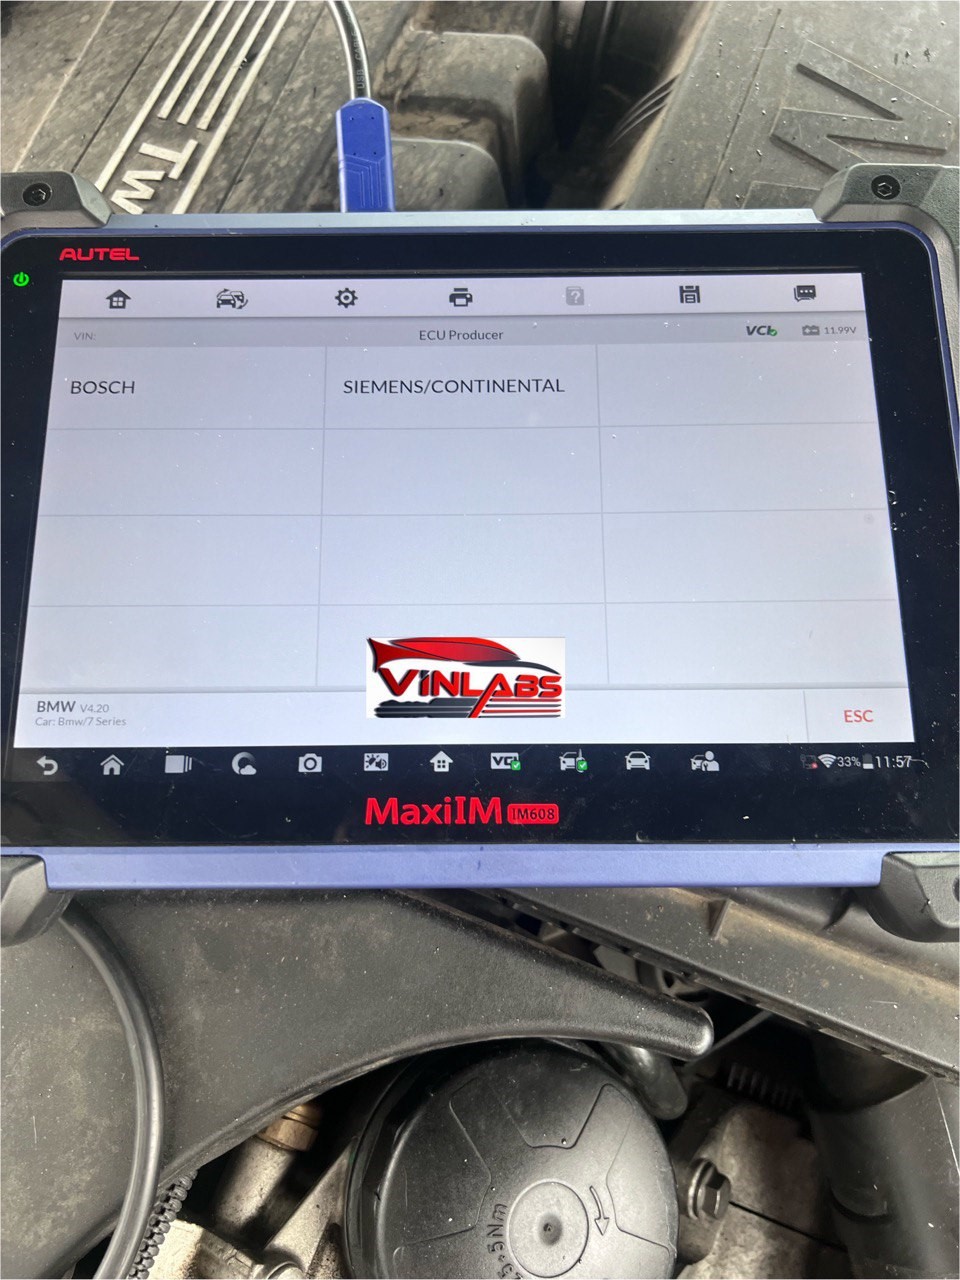 Tw
M
AUTEL
VIN:
ECU Producer
VCI
11.99V
BOSCH
SIEMENS/CONTINENTAL
VINLABS
BMW V4.20
Car: Bmw/7 Series
ESC
VCI
33%
11:57
MaxiIM IM608